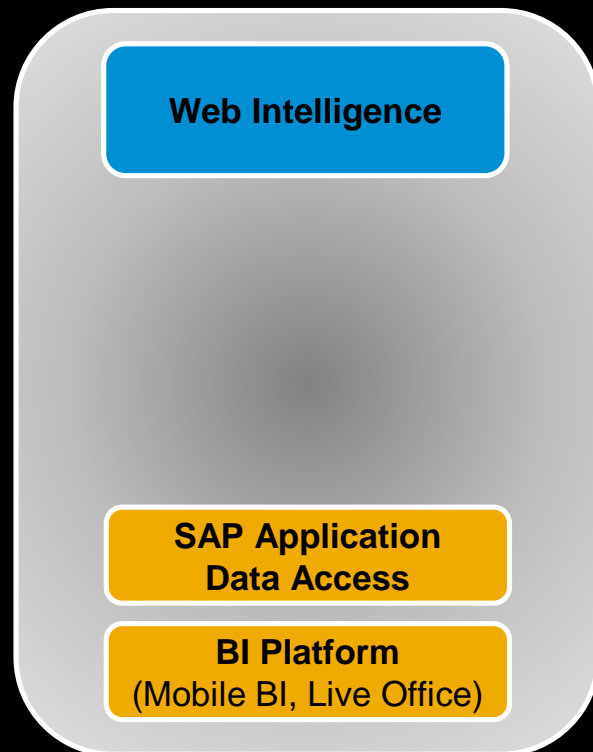 Web Intelligence
SAP Application
Data Access
BI Platform
(Mobile BI, Live Office)